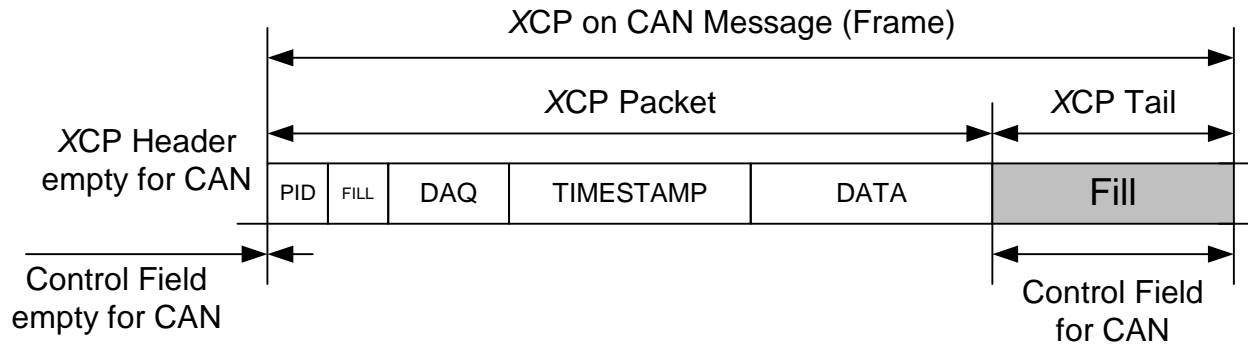 XCP on CAN Message (Frame)
XCP Packet
XCP Tail
XCP Header
empty for CAN
PID
FILL
DAQ
TIMESTAMP
DATA
Fill
Control Field
empty for CAN
Control Field
for CAN